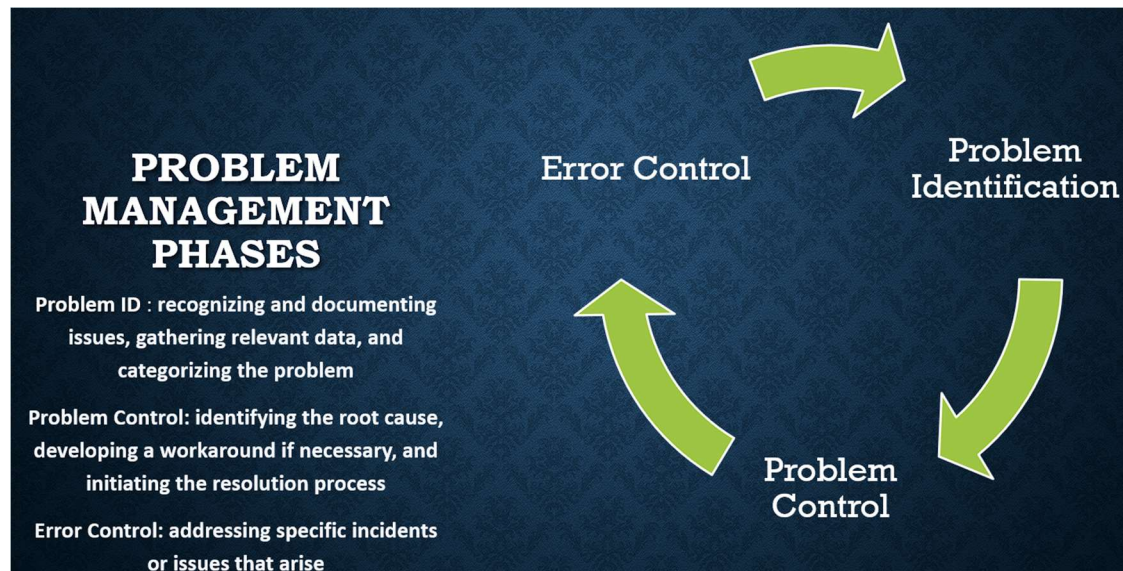 PROBLEM
MANAGEMENT
PHASES
Problem ID : recognizing and documenting
issues, gathering relevant data, and
categorizing the problem
Problem Control: identifying the root cause,
developing a workaround if necessary, and
initiating the resolution process
Error Control: addressing specific incidents
or issues that arise
Error Control
Problem
Identification
Problem
Control